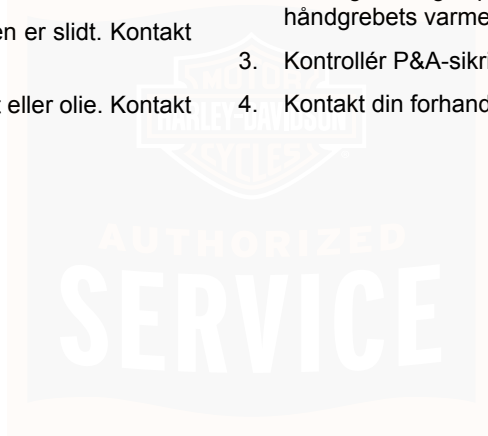 en er slidt. Kontakt
t eller olie. Kontakt
håndgrebets varme
3. Kontrollér P&A-sikri
4. Kontakt din forhand
MOTOR
HARLEY-DAVIDSON
CYCLES
AUTHORIZED
SERVICE